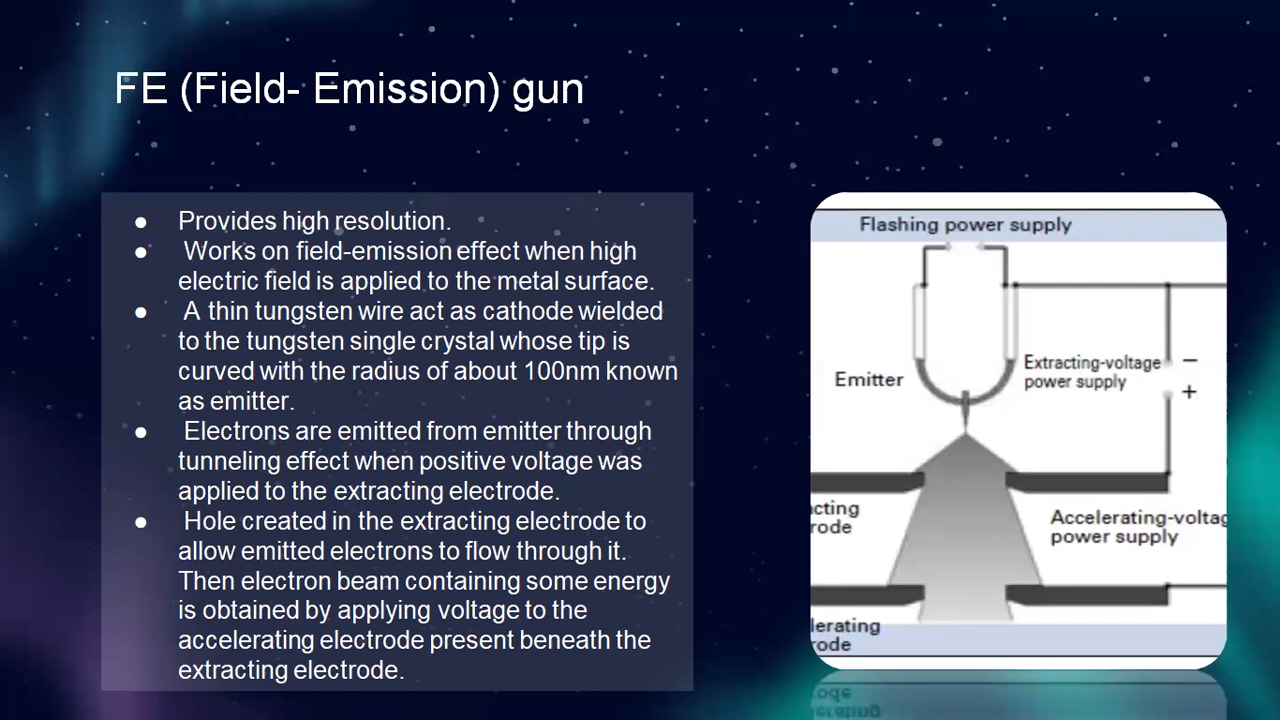 FE (Field- Emission) gun
● Provides high resolution.
● Works on field-emission effect when high
electric field is applied to the metal surface.
● A thin tungsten wire act as cathode wielded
to the tungsten single crystal whose tip is
curved with the radius of about 100nm known
as emitter.
● Electrons are emitted from emitter through
tunneling effect when positive voltage was
applied to the extracting electrode.
● Hole created in the extracting electrode to
allow emitted electrons to flow through it.
Then electron beam containing some energy
is obtained by applying voltage to the
accelerating electrode present beneath the
extracting electrode.
Flashing power supply
Emitter
Extracting-voltage
power supply
−
+
acting
rode
Accelerating-voltag
power supply
lerating
rode